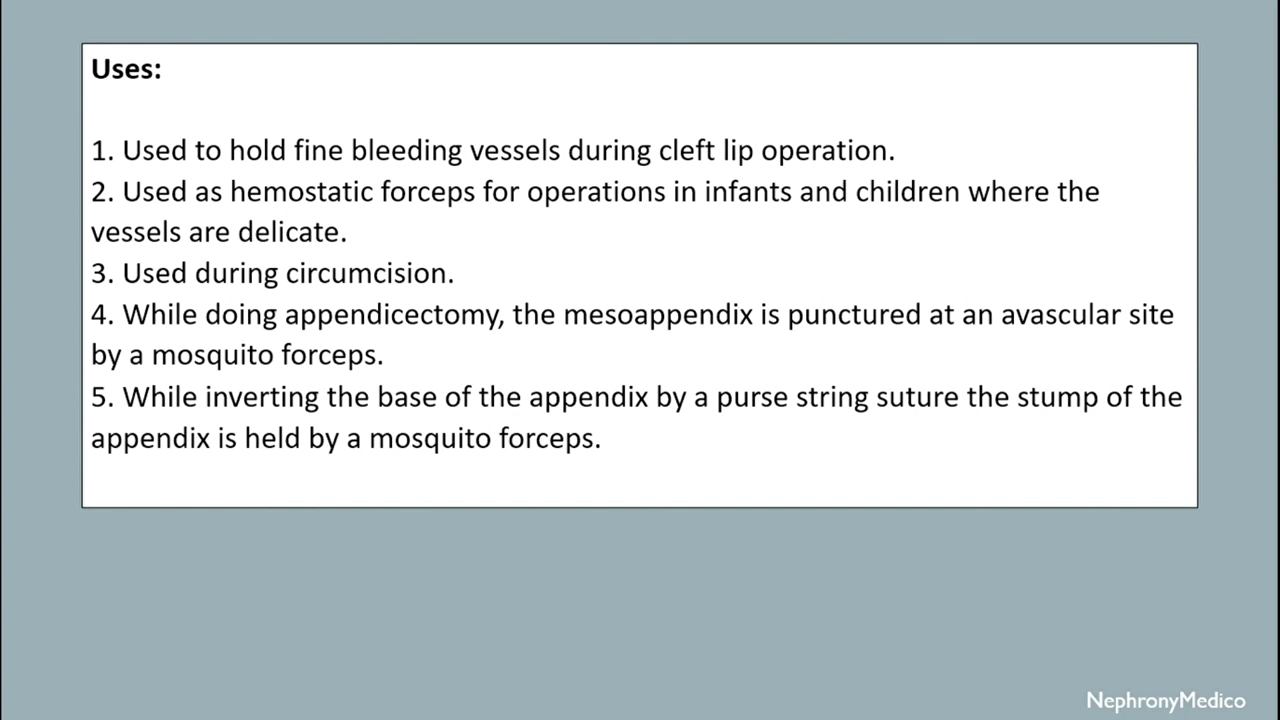 Uses:
1. Used to hold fine bleeding vessels during cleft lip operation.
2. Used as hemostatic forceps for operations in infants and children where the
vessels are delicate.
3. Used during circumcision.
4. While doing appendicectomy, the mesoappendix is punctured at an avascular site
by a mosquito forceps.
5. While inverting the base of the appendix by a purse string suture the stump of the
appendix is held by a mosquito forceps.
NephronyMedico